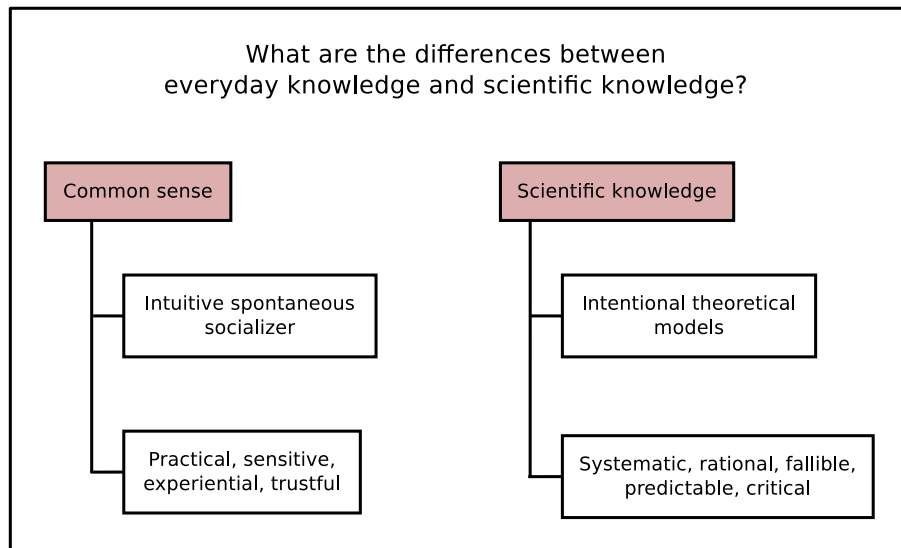 What are the differences between
everyday knowledge and scientific knowledge?
Common sense
Scientific knowledge
Intuitive spontaneous
socializer
Intentional theoretical
models
Practical, sensitive,
experiential, trustful
Systematic, rational, fallible,
predictable, critical